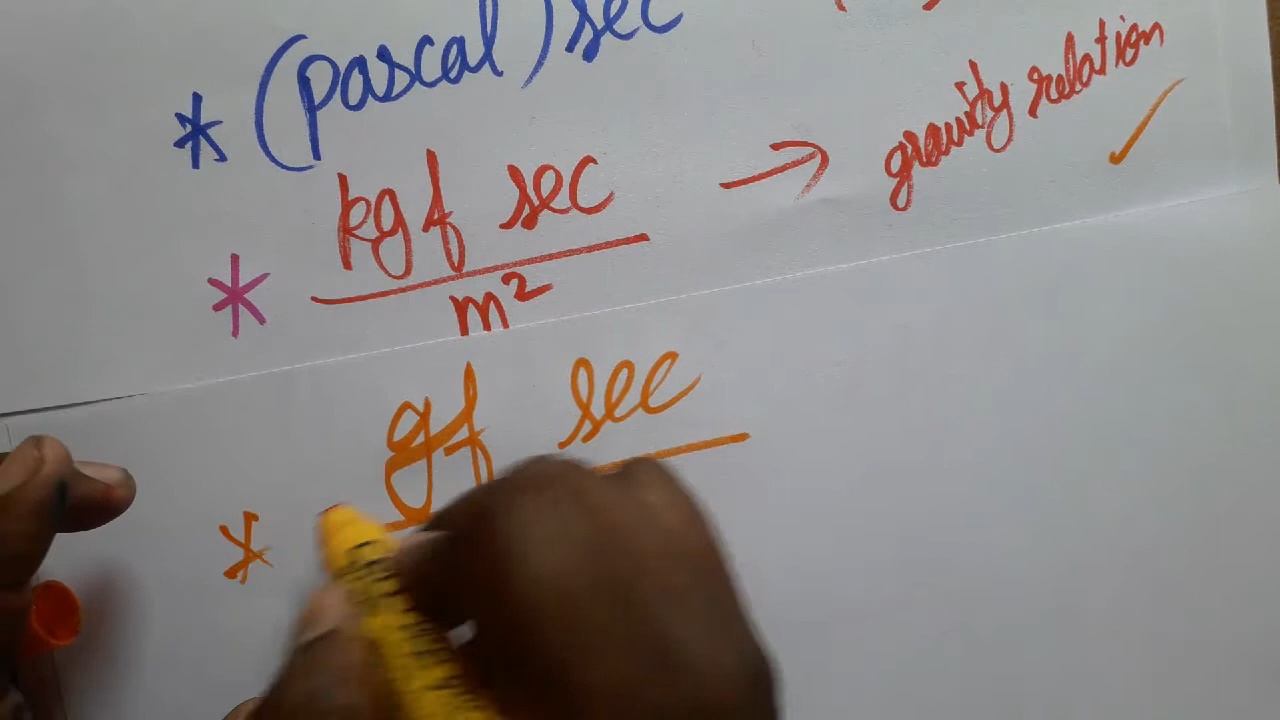 * (pascal) sec
* kgf sec → gravity relation ✓
m²
* gf sec